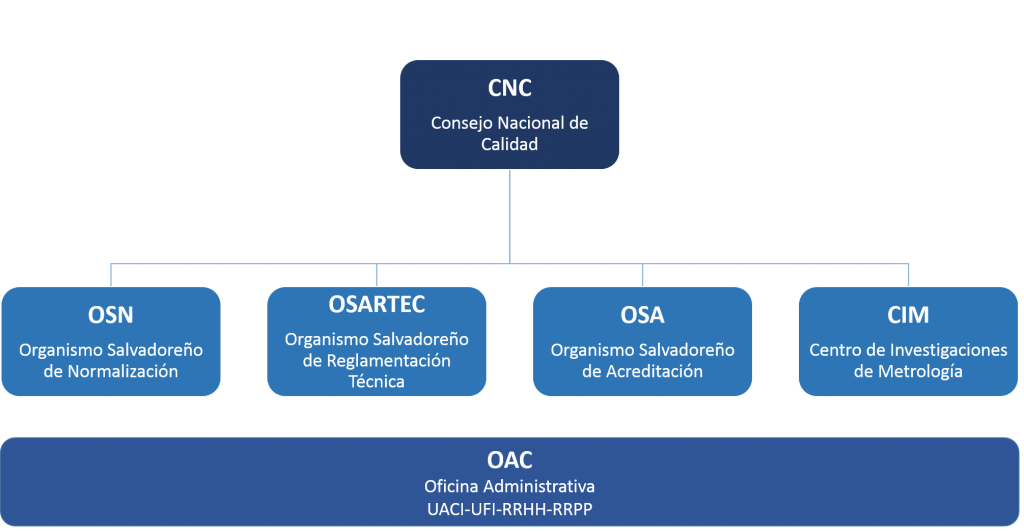 CNC
Consejo Nacional de
Calidad
OSN
Organismo Salvadoreño
de Normalización
OSARTEC
Organismo Salvadoreño
de Reglamentación
Técnica
OSA
Organismo Salvadoreño
de Acreditación
CIM
Centro de Investigaciones
de Metrología
OAC
Oficina Administrativa
UACI-UFI-RRHH-RRPP